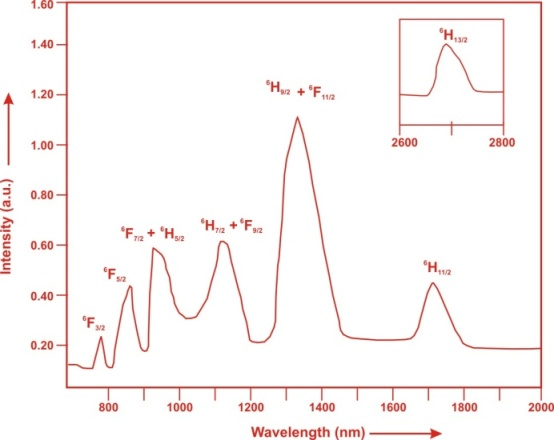 1.60
1.40
1.20
1.00
0.80
0.60
0.40
0.20
Intensity (a.u.)
⁶F₃/₂
⁶F₅/₂
⁶F₇/₂ + ⁶H₅/₂
⁶H₇/₂ + ⁶F₉/₂
⁶H₉/₂ + ⁶F₁₁/₂
⁶H₁₁/₂
⁶H₁₃/₂
2600 2800
800 1000 1200 1400 1600 1800 2000
Wavelength (nm)